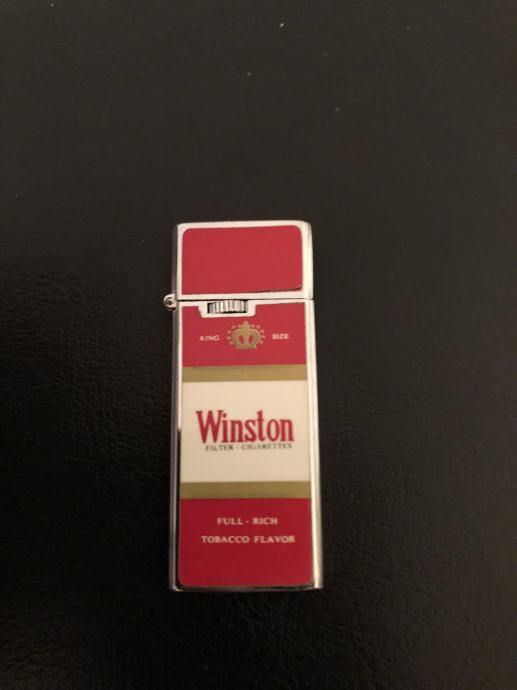 KING SIZE
Winston
FILTER - CIGARETTES
FULL - RICH
TOBACCO FLAVOR